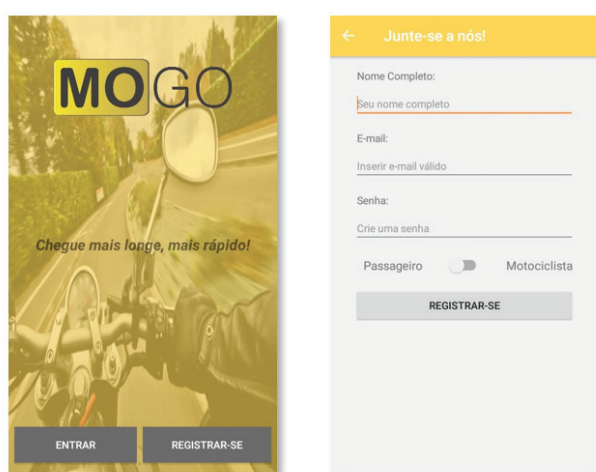 MOGO
Chegue mais longe, mais rápido!
ENTRAR
REGISTRAR-SE
Junte-se a nós!
Nome Completo:
Seu nome completo
E-mail:
Inserir e-mail válido
Senha:
Crie uma senha
Passageiro Motociclista
REGISTRAR-SE